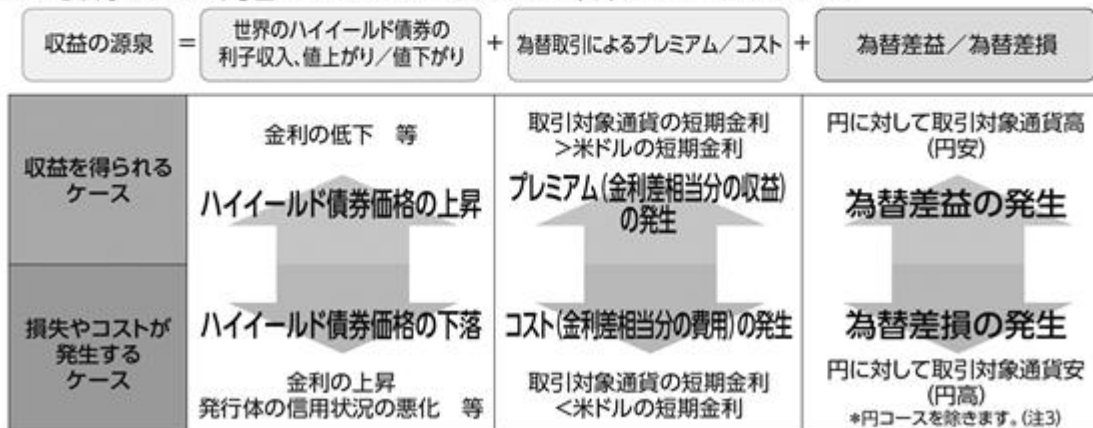 収益の源泉
=
世界のハイイールド債券の
利子収入、値上がり/値下がり
+
為替取引によるプレミアム/コスト
+
為替差益/為替差損
収益を得られる
ケース
金利の低下 等
ハイイールド債券価格の上昇
取引対象通貨の短期金利
>米ドルの短期金利
プレミアム(金利差相当分の収益)
の発生
円に対して取引対象通貨高
(円安)
為替差益の発生
損失やコストが
発生する
ケース
ハイイールド債券価格の下落
金利の上昇
発行体の信用状況の悪化 等
コスト(金利差相当分の費用)の発生
取引対象通貨の短期金利
<米ドルの短期金利
為替差損の発生
円に対して取引対象通貨安
(円高)
*円コースを除きます。(注3)